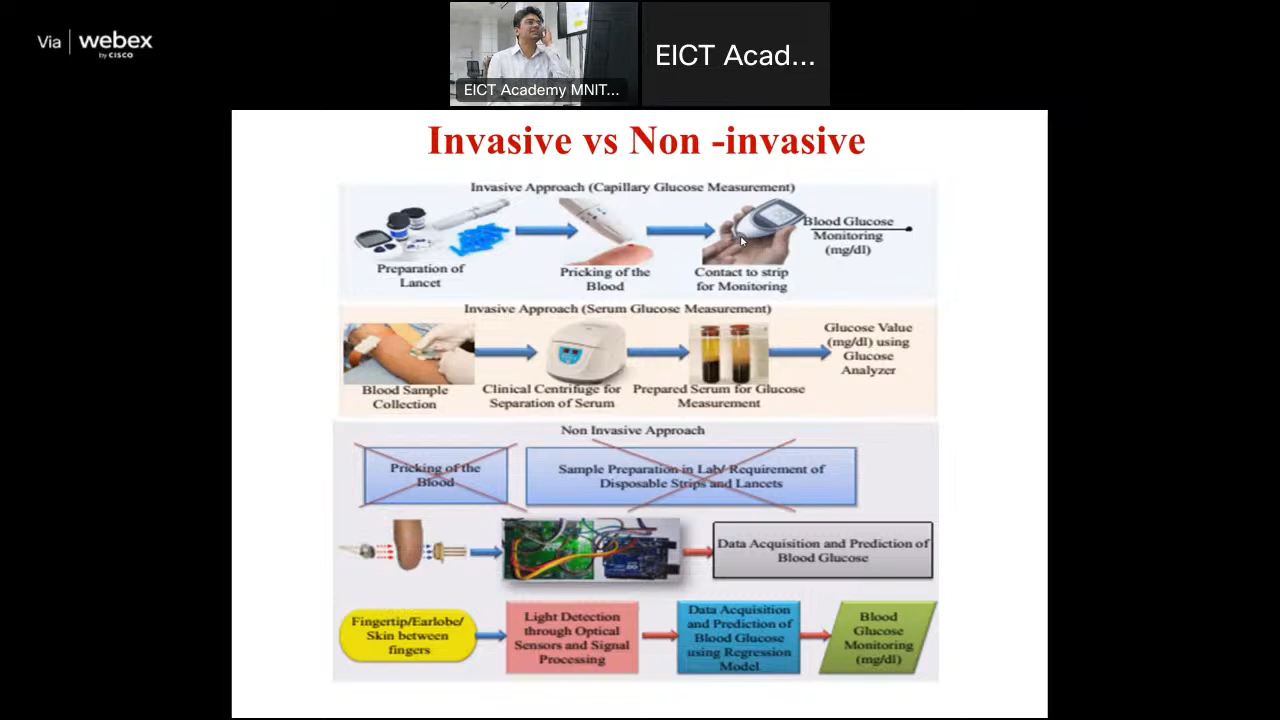 Via webex
by CISCO
EICT Academy MNIT...
EICT Acad...
Invasive vs Non -invasive
Invasive Approach (Capillary Glucose Measurement)
Preparation of
Lancet
Pricking of the
Blood
Contact to strip
for Monitoring
Blood Glucose
Monitoring
(mg/dl)
Invasive Approach (Serum Glucose Measurement)
Blood Sample
Collection
Clinical Centrifuge for
Separation of Serum
Prepared Serum for Glucose
Measurement
Glucose Value
(mg/dl) using
Glucose
Analyzer
Non Invasive Approach
Pricking of the
Blood
Sample Preparation in Lab/ Requirement of
Disposable Strips and Lancets
Data Acquisition and Prediction of
Blood Glucose
Fingertip/Earlobe/
Skin between
fingers
Light Detection
through Optical
Sensors and Signal
Processing
Data Acquisition
and Prediction of
Blood Glucose
using Regression
Model
Blood
Glucose
Monitoring
(mg/dl)